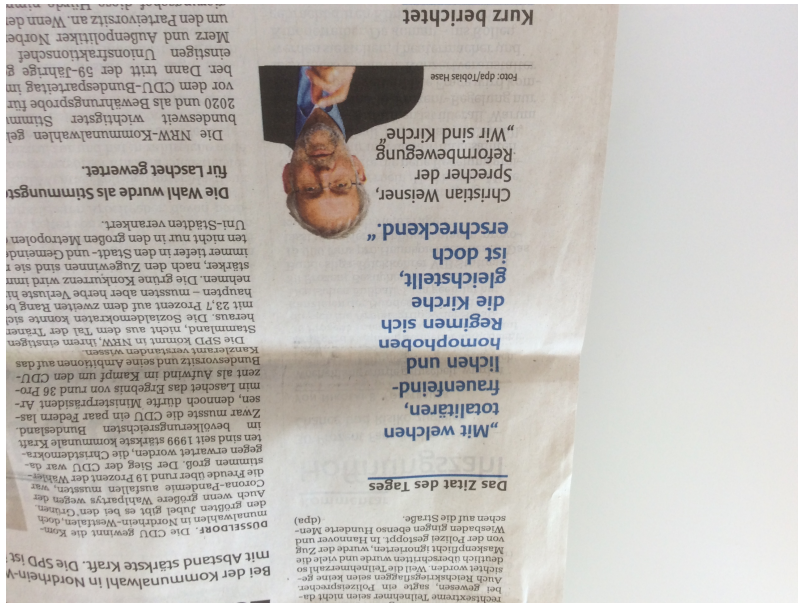 rechtsextreme Teilnehmer seien nicht da-
bei gewesen, sagte ein Polizeisprecher.
Auch Reichskriegsflaggen seien keine ge-
sichtet worden. Weil die Teilnehmerzahl so
deutlich überschritten wurde und viele die
Maskenpflicht ignorierten, wurde der Zug
von der Polizei gestoppt. In Hannover und
Wiesbaden gingen ebenso Hunderte Men-
schen auf die Straße. (dpa)
Das Zitat des Tages
„Mit welchen
totalitären,
frauenfeind-
lichen und
homophoben
Regimen sich
die Kirche
gleichstellt,
ist doch
erschreckend.“
Christian Weisner,
Sprecher der
Reformbewegung
„Wir sind Kirche“
Foto: dpa/Tobias Hase
Kurz berichtet
Bei der Kommunalwahl in Nordrhein-W
mit Abstand stärkste Kraft. Die SPD ist
DÜSSELDORF. Die CDU gewinnt die Kom-
munalwahlen in Nordrhein-Westfalen, doch
den größten Jubel gibt es bei den Grünen.
Auch wenn größere Wahlpartys wegen der
Corona-Pandemie ausfallen mussten, war
die Freude über rund 19 Prozent der Wähler-
stimmen groß. Der Sieg der CDU war da-
gegen erwartet worden, die Christdemokra-
ten sind seit 1999 stärkste kommunale Kraft
im bevölkerungsreichsten Bundesland.
Zwar musste die CDU ein paar Federn las-
sen, dennoch dürfte Ministerpräsident Ar-
min Laschet das Ergebnis von rund 36 Pro-
zent als Aufwind im Kampf um den CDU-
Bundesvorsitz und seine Ambitionen auf das
Kanzleramt verstanden wissen.
Die SPD kommt in NRW, ihrem einstigen
Stammland, nicht aus dem Tal der Tränen
heraus. Die Sozialdemokraten konnte sich
mit 23,7 Prozent auf dem zweiten Rang be
haupten – mussten aber herbe Verluste hi
nehmen. Die grüne Konkurrenz wird imm
stärker, nach den Zugewinnen sind sie n
immer tiefer in den Stadt- und Gemeinde
ten nicht nur in den großen Metropolen
Uni-Städten verankert.
Die Wahl wurde als Stimmungste
für Laschet gewertet.
Die NRW-Kommunalwahlen gel
bundesweit wichtigster Stimmu
2020 und als Bewährungsprobe für
vor dem CDU-Bundesparteitag im
ber. Dann tritt der 59-Jährige g
einstigen Unionsfraktionschef
Merz und Außenpolitiker Norber
um den Parteivorsitz an. Wenn der